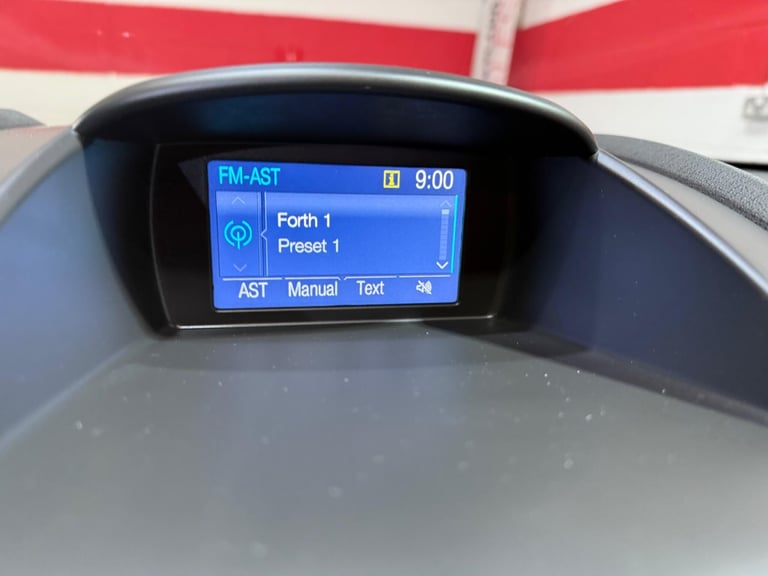 FM-AST i 9:00
Forth 1
Preset 1
AST Manual Text